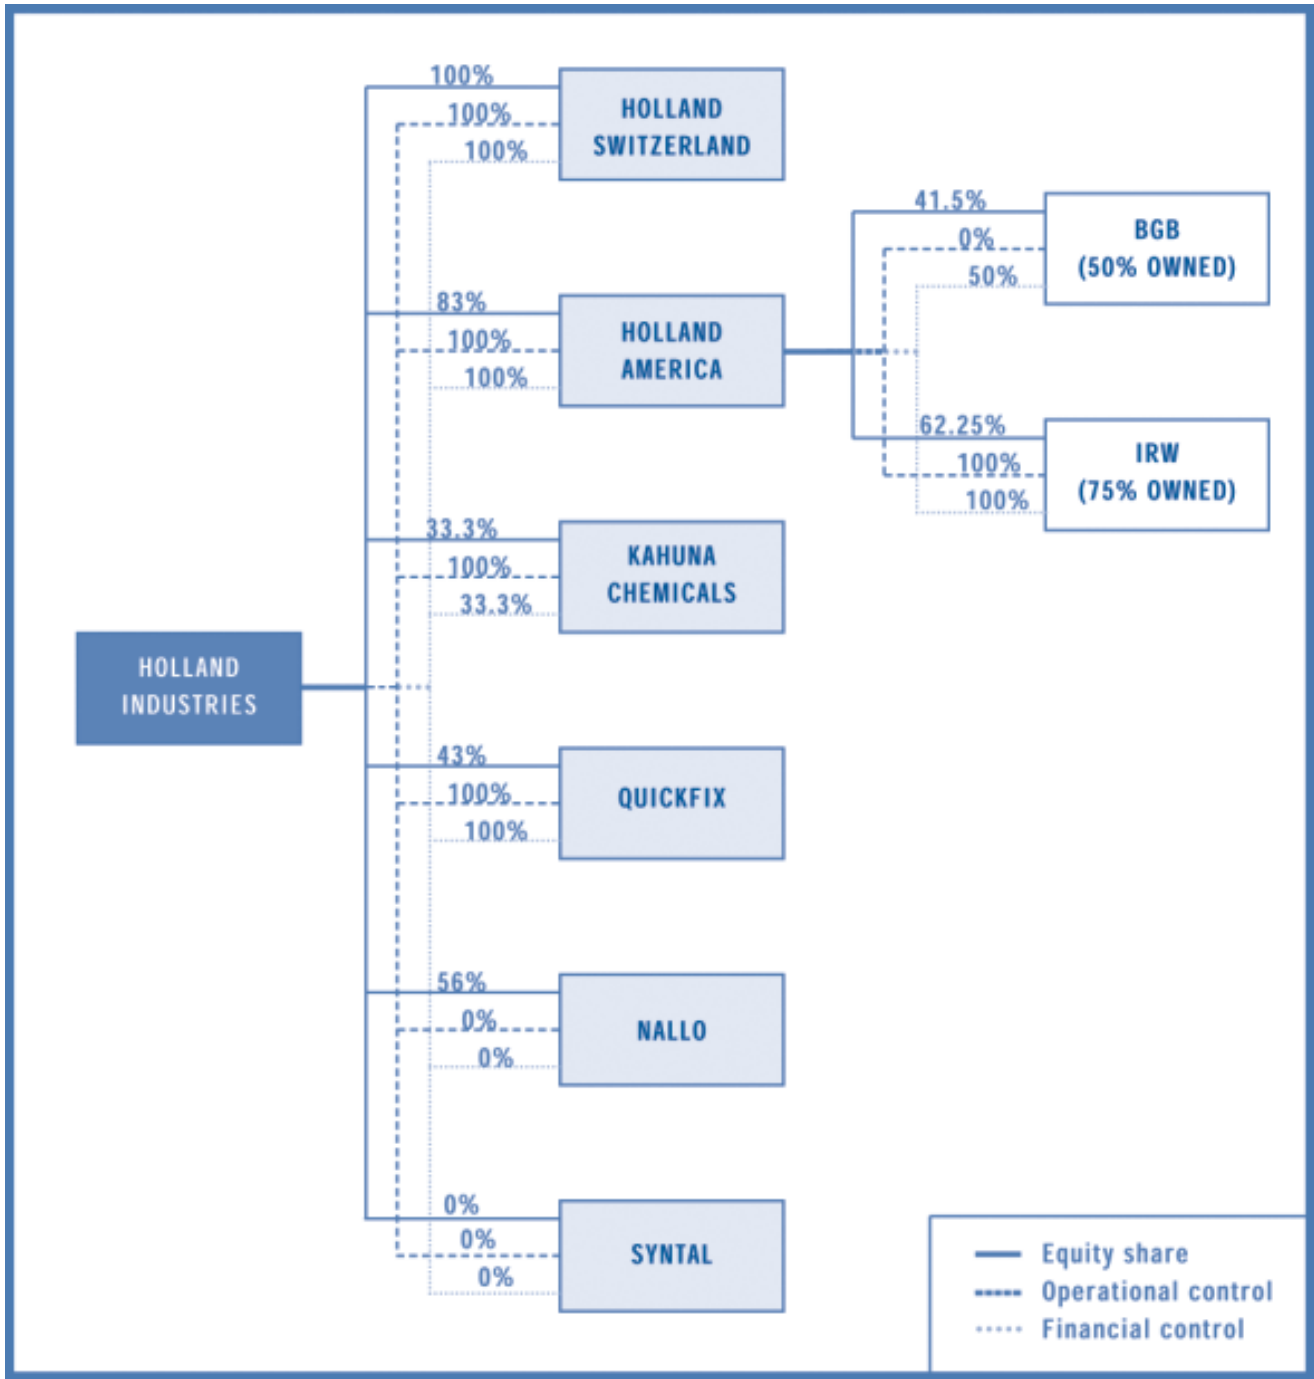 100%
100%
100%
HOLLAND
SWITZERLAND
41.5%
0%
50%
BGB
(50% OWNED)
83%
100%
100%
HOLLAND
AMERICA
62.25%
100%
100%
IRW
(75% OWNED)
33.3%
100%
33.3%
KAHUNA
CHEMICALS
HOLLAND
INDUSTRIES
43%
100%
100%
QUICKFIX
56%
0%
0%
NALLO
0%
0%
0%
SYNTAL
Equity share
Operational control
Financial control